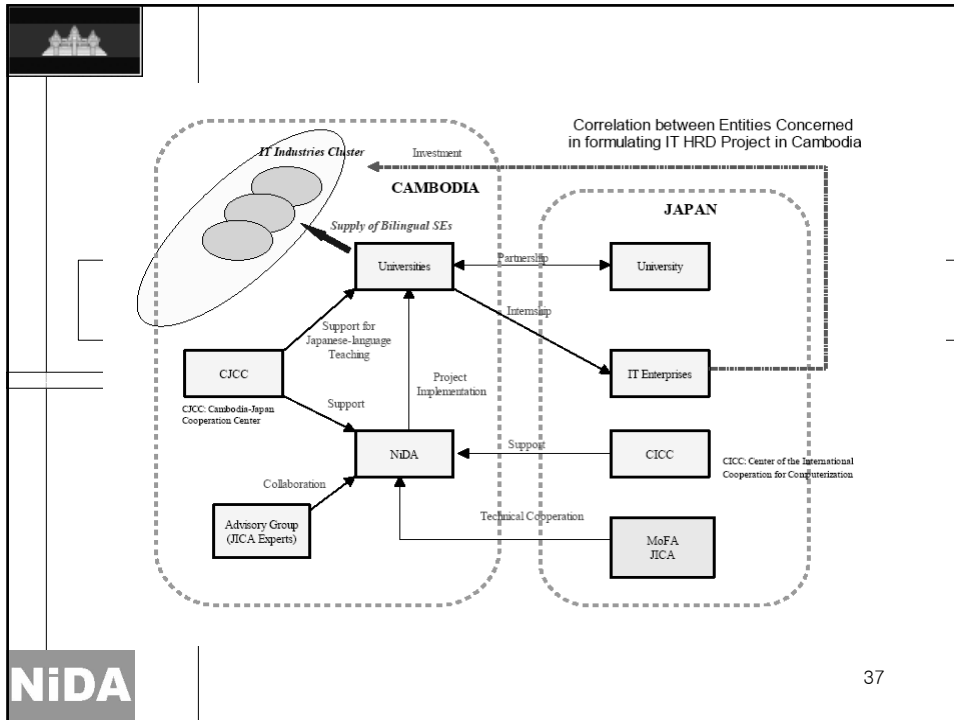 Correlation between Entities Concerned
in formulating IT HRD Project in Cambodia
IT Industries Cluster
Investment
CAMBODIA
JAPAN
Supply of Bilingual SEs
Universities
Partnership
University
Internship
Support for
Japanese-language
Teaching
CJCC
IT Enterprises
Project
Implementation
CJCC: Cambodia-Japan
Cooperation Center
Support
NiDA
Support
CICC
CICC: Center of the International
Cooperation for Computerization
Collaboration
Advisory Group
(JICA Experts)
Technical Cooperation
MoFA
JICA
NiDA
37